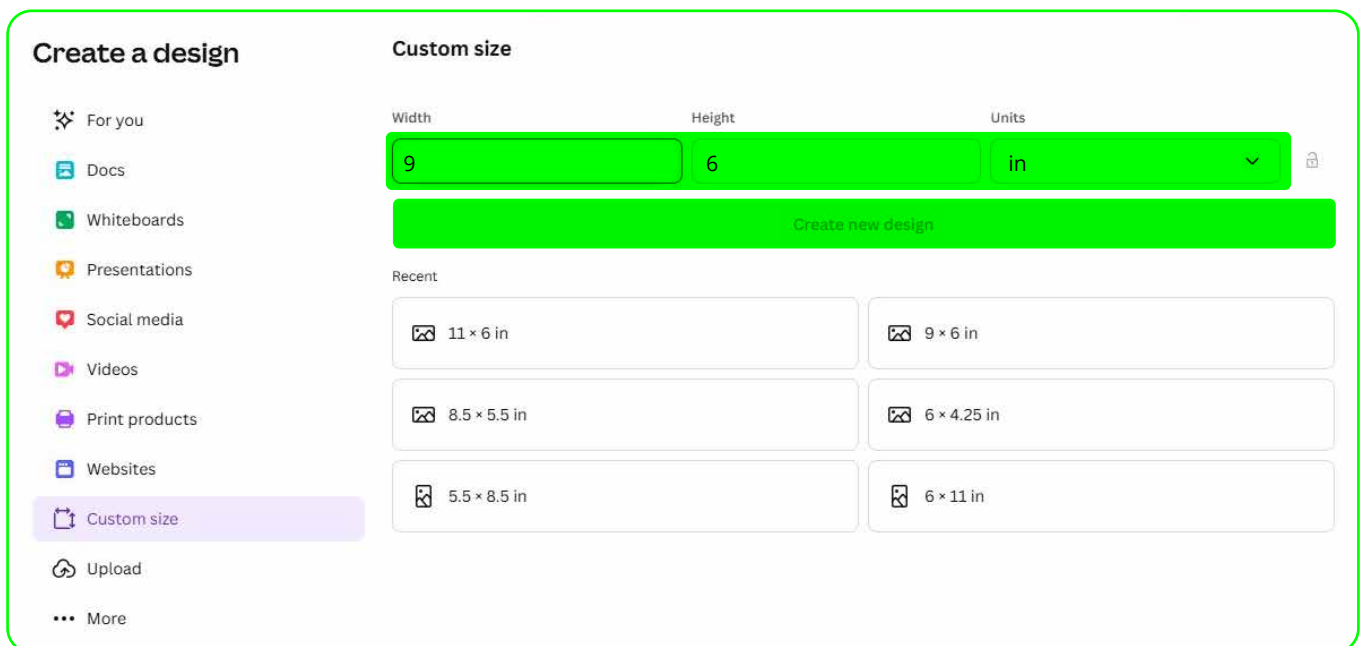 Create a design
For you
Docs
Whiteboards
Presentations
Social media
Videos
Print products
Websites
Custom size
Upload
More
Custom size
Width Height Units
9 6 in
Create new design
Recent
11 × 6 in
9 × 6 in
8.5 × 5.5 in
6 × 4.25 in
5.5 × 8.5 in
6 × 11 in